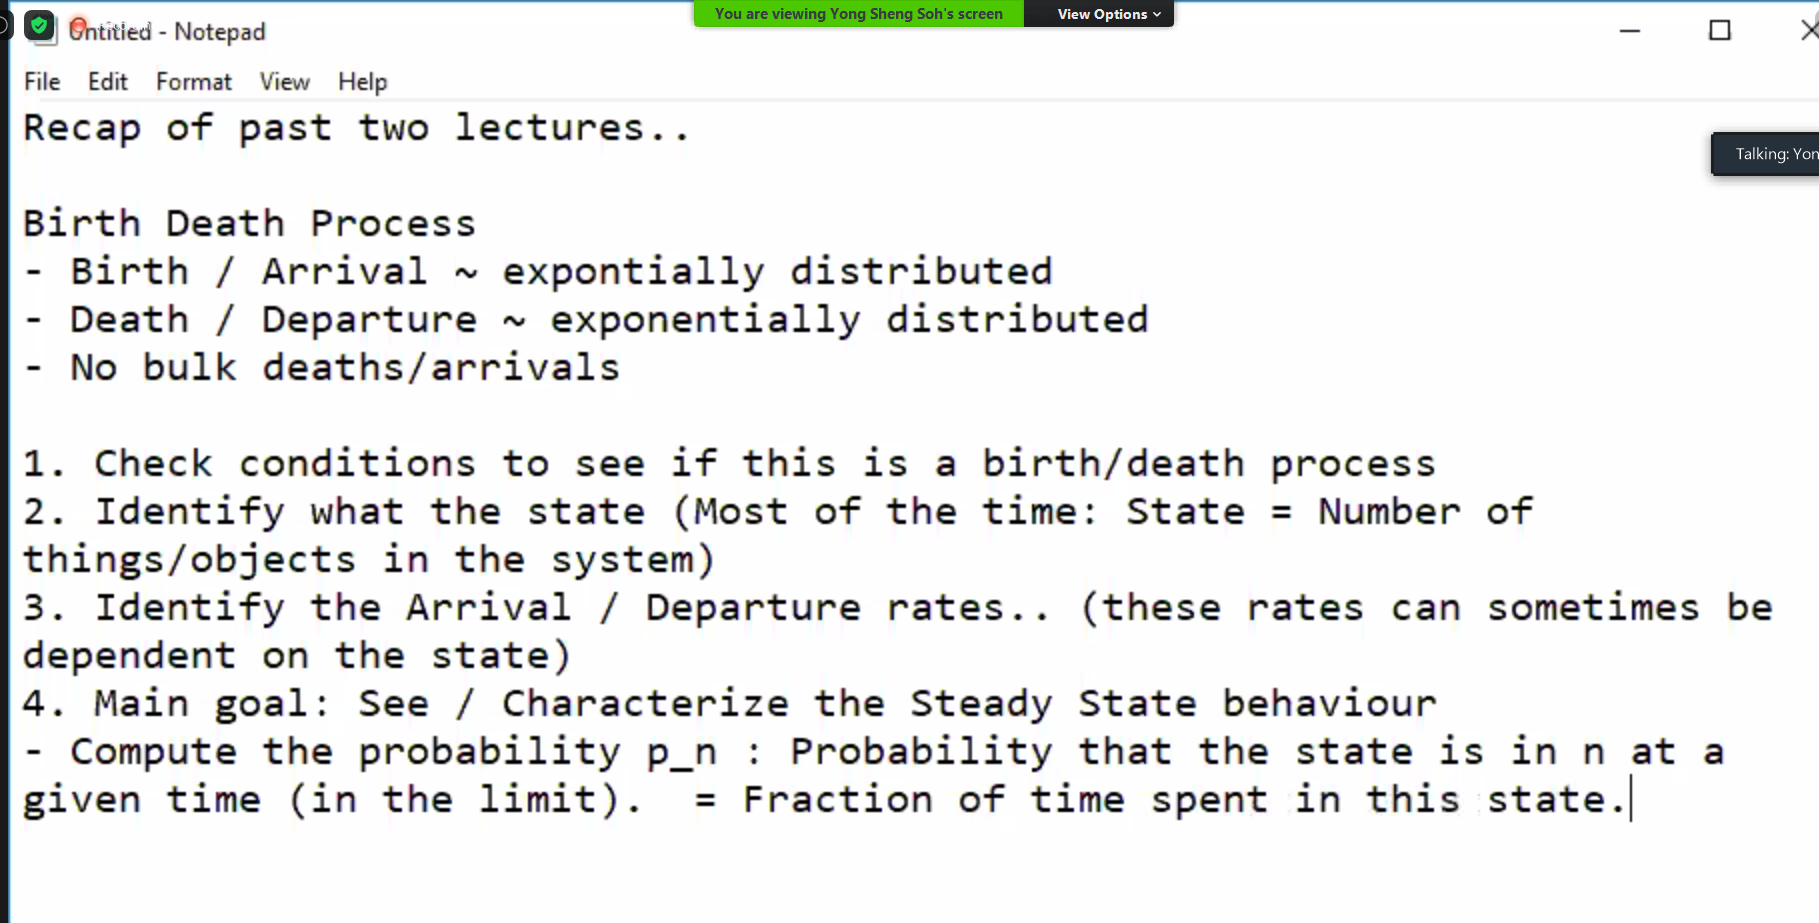 You are viewing Yong Sheng Soh's screen View Options
Untitled - Notepad
File Edit Format View Help
Recap of past two lectures..
Talking: Yon
Birth Death Process
- Birth / Arrival ~ expontially distributed
- Death / Departure ~ exponentially distributed
- No bulk deaths/arrivals
1. Check conditions to see if this is a birth/death process
2. Identify what the state (Most of the time: State = Number of
things/objects in the system)
3. Identify the Arrival / Departure rates.. (these rates can sometimes be
dependent on the state)
4. Main goal: See / Characterize the Steady State behaviour
- Compute the probability p_n : Probability that the state is in n at a
given time (in the limit).  = Fraction of time spent in this state.